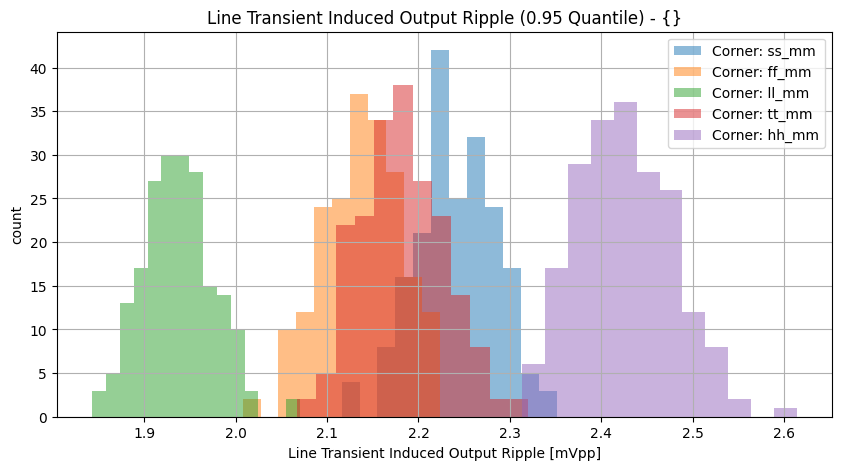 Line Transient Induced Output Ripple (0.95 Quantile) - {}
Corner: ss_mm
Corner: ff_mm
Corner: ll_mm
Corner: tt_mm
Corner: hh_mm
count
40
35
30
25
20
15
10
5
0
1.9 2.0 2.1 2.2 2.3 2.4 2.5 2.6
Line Transient Induced Output Ripple [mVpp]